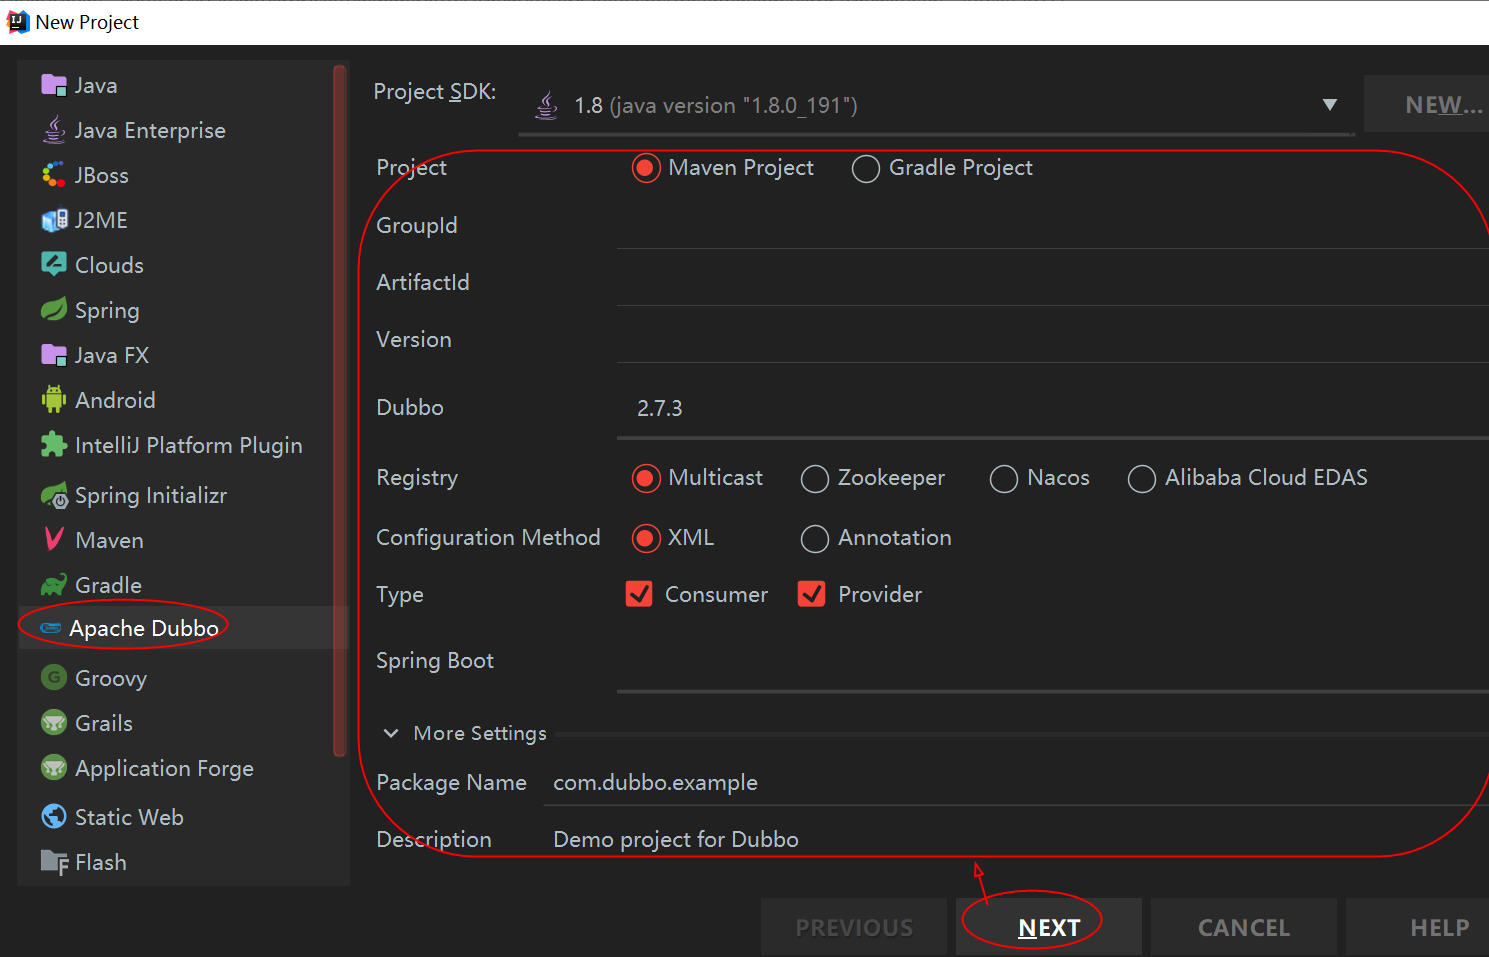 New Project
Java
Java Enterprise
JBoss
J2ME
Clouds
Spring
Java FX
Android
IntelliJ Platform Plugin
Spring Initializr
Maven
Gradle
Apache Dubbo
Groovy
Grails
Application Forge
Static Web
Flash
Project SDK: 1.8 (java version "1.8.0_191") NEW...
Project Maven Project Gradle Project
GroupId
ArtifactId
Version
Dubbo 2.7.3
Registry Multicast Zookeeper Nacos Alibaba Cloud EDAS
Configuration Method XML Annotation
Type Consumer Provider
Spring Boot
More Settings
Package Name com.dubbo.example
Description Demo project for Dubbo
PREVIOUS NEXT CANCEL HELP